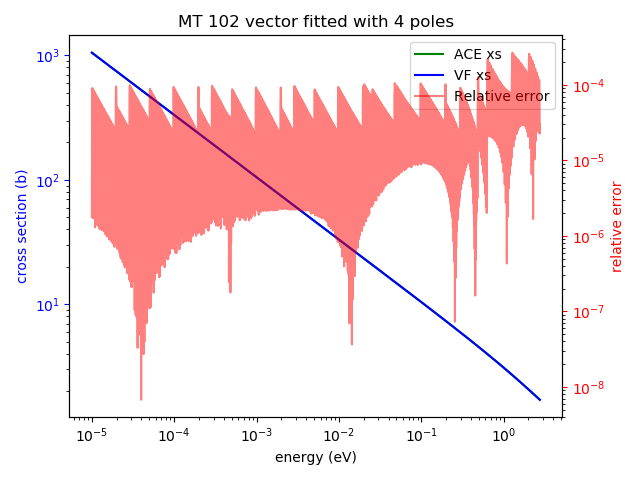 MT 102 vector fitted with 4 poles
ACE xs
VF xs
Relative error
cross section (b)
10³
10²
10¹
relative error
10⁻⁴
10⁻⁵
10⁻⁶
10⁻⁷
10⁻⁸
10⁻⁵ 10⁻⁴ 10⁻³ 10⁻² 10⁻¹ 10⁰
energy (eV)